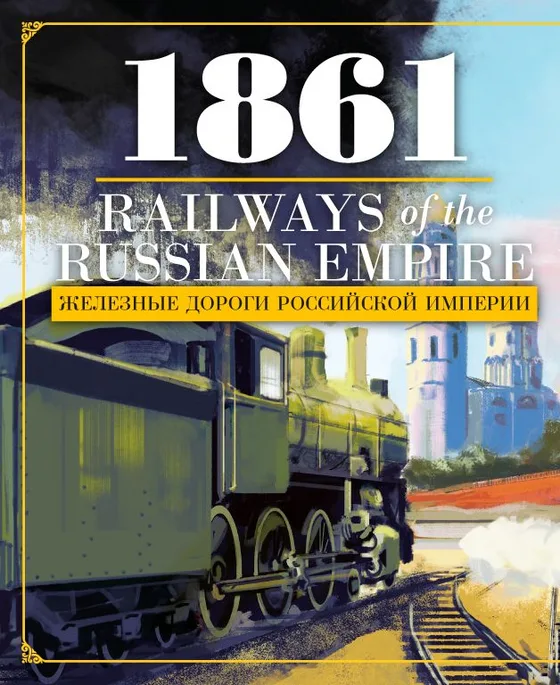 1861
RAILWAYS of the
RUSSIAN EMPIRE
ЖЕЛЕЗНЫЕ ДОРОГИ РОССИЙСКОЙ ИМПЕРИИ